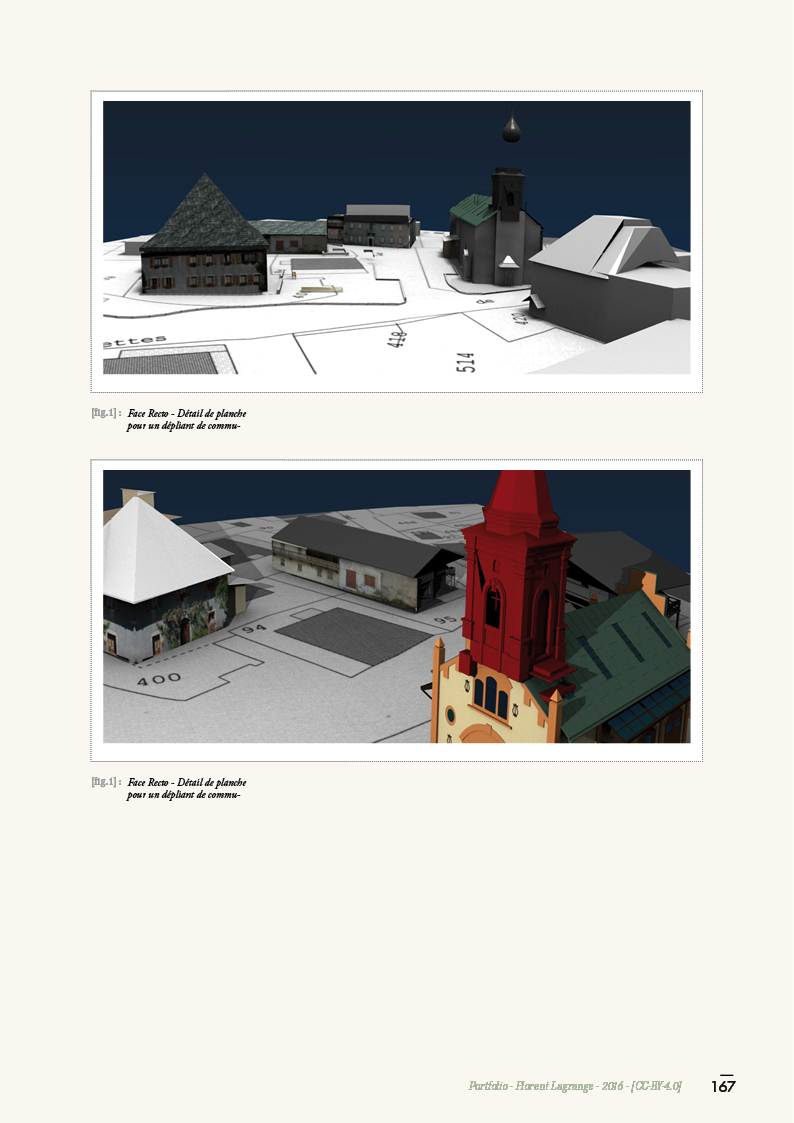 ettes
418
514
420
de
[fig.1] : Face Recto - Détail de planche
pour un dépliant de commu-
94
95
400
[fig.1] : Face Recto - Détail de planche
pour un dépliant de commu-
Portfolio - Florent Lagrange - 2016 - [CC-BY-4.0] 167